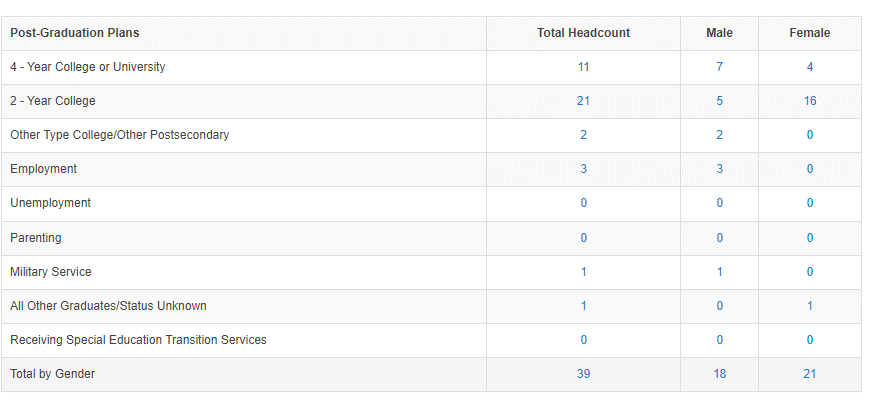 Post-Graduation Plans Total Headcount Male Female
4 - Year College or University 11 7 4
2 - Year College 21 5 16
Other Type College/Other Postsecondary 2 2 0
Employment 3 3 0
Unemployment 0 0 0
Parenting 0 0 0
Military Service 1 1 0
All Other Graduates/Status Unknown 1 0 1
Receiving Special Education Transition Services 0 0 0
Total by Gender 39 18 21